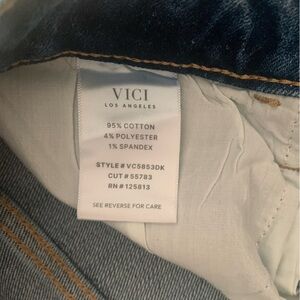 VICI
LOS ANGELES
95% COTTON
4% POLYESTER
1% SPANDEX
STYLE # VC5853DK
CUT # 55783
RN # 125813
SEE REVERSE FOR CARE